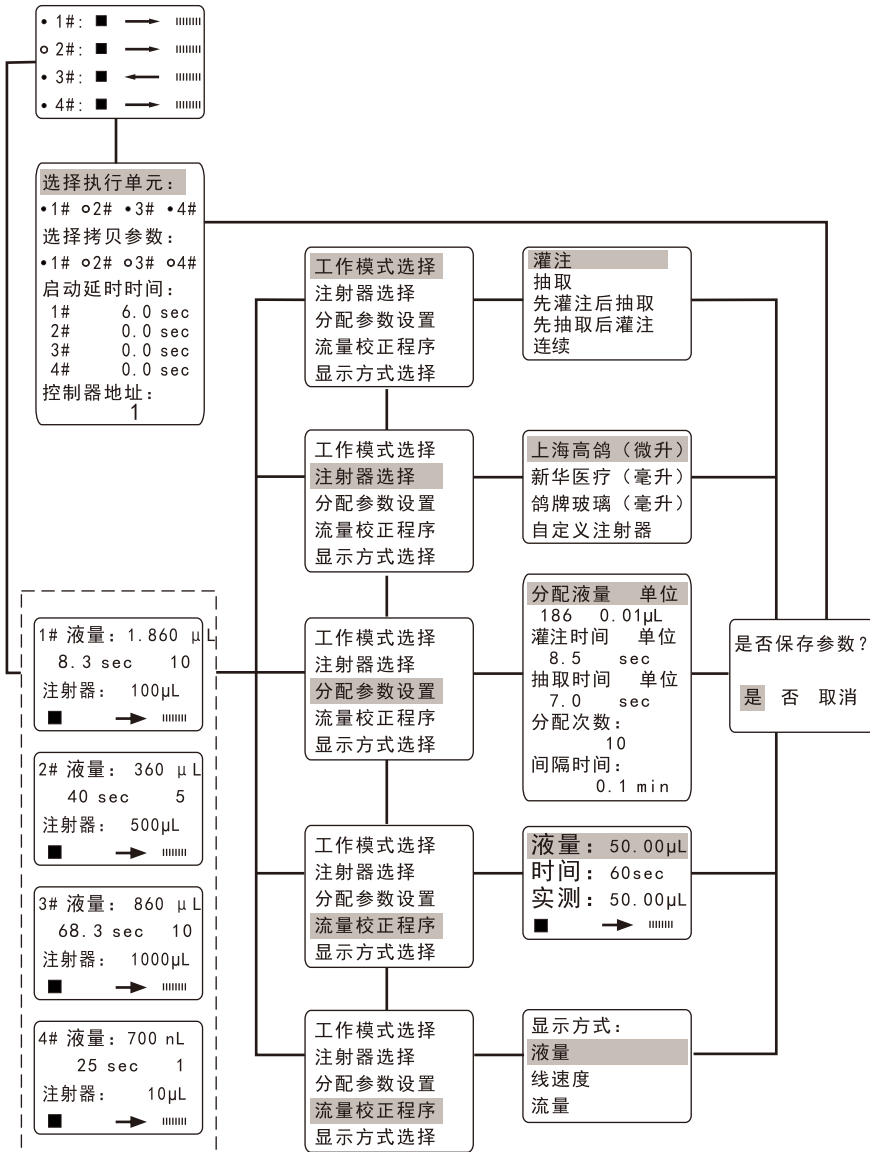 1#:
2#:
3#:
4#:
选择执行单元:
1# 2# 3# 4#
选择拷贝参数:
1# 2# 3# 4#
启动延时时间:
1# 6.0 sec
2# 0.0 sec
3# 0.0 sec
4# 0.0 sec
控制器地址:
1
1# 液量: 1.860 μL
8.3 sec 10
注射器: 100μL
2# 液量: 360 μL
40 sec 5
注射器: 500μL
3# 液量: 860 μL
68.3 sec 10
注射器: 1000μL
4# 液量: 700 nL
25 sec 1
注射器: 10μL
工作模式选择
注射器选择
分配参数设置
流量校正程序
显示方式选择
灌注
抽取
先灌注后抽取
先抽取后灌注
连续
工作模式选择
注射器选择
分配参数设置
流量校正程序
显示方式选择
上海高鸽（微升）
新华医疗（毫升）
鸽牌玻璃（毫升）
自定义注射器
工作模式选择
注射器选择
分配参数设置
流量校正程序
显示方式选择
分配液量 单位
186 0.01μL
灌注时间 单位
8.5 sec
抽取时间 单位
7.0 sec
分配次数:
10
间隔时间:
0.1 min
工作模式选择
注射器选择
分配参数设置
流量校正程序
显示方式选择
液量: 50.00μL
时间: 60sec
实测: 50.00μL
工作模式选择
注射器选择
分配参数设置
流量校正程序
显示方式选择
显示方式:
液量
线速度
流量
是否保存参数?
是 否 取消